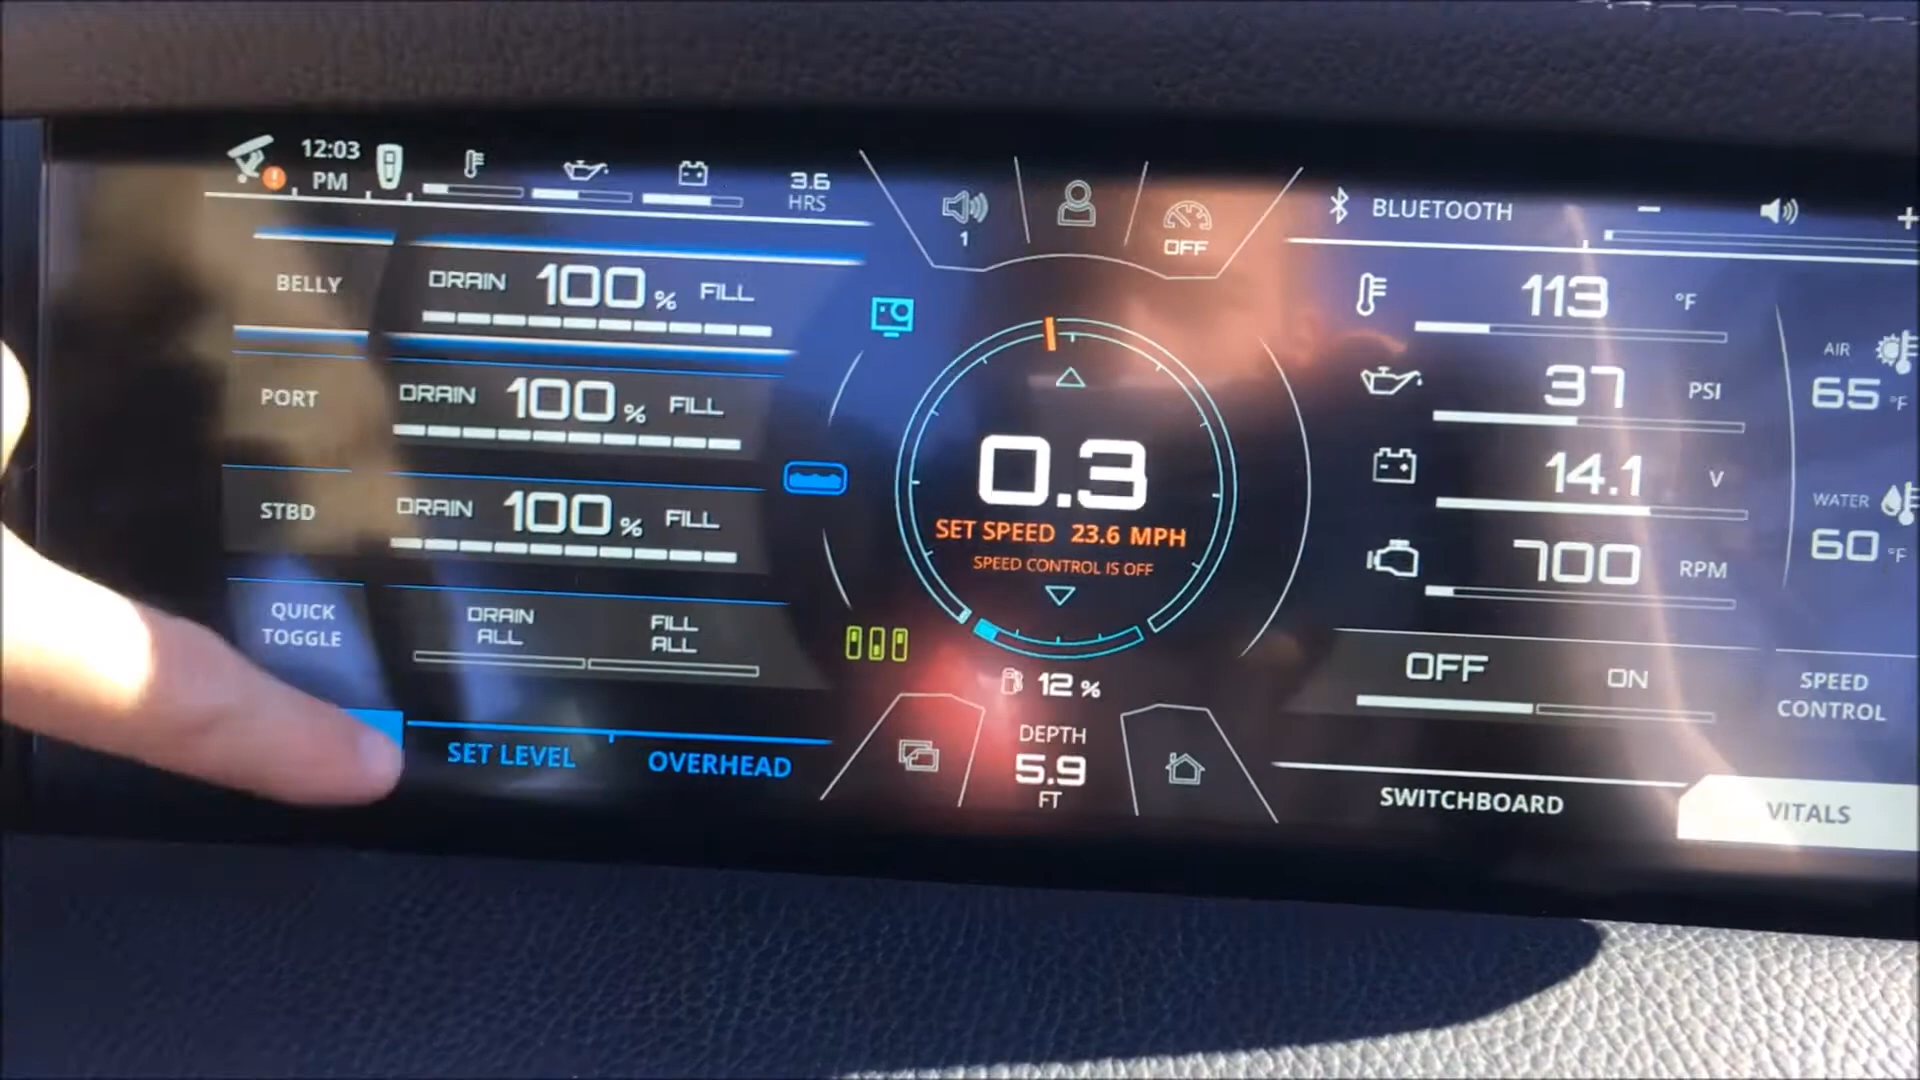 12:03
PM
3.6
HRS
BELLY
DRAIN 100 % FILL
PORT
DRAIN 100 % FILL
STBD
DRAIN 100 % FILL
QUICK
TOGGLE
DRAIN
ALL
FILL
ALL
SET LEVEL
OVERHEAD
1
OFF
0.3
SET SPEED 23.6 MPH
SPEED CONTROL IS OFF
12 %
DEPTH
5.9
FT
BLUETOOTH
− +
113 °F
37 PSI
14.1 V
700 RPM
AIR
65 °F
WATER
60 °F
OFF ON
SPEED
CONTROL
SWITCHBOARD
VITALS